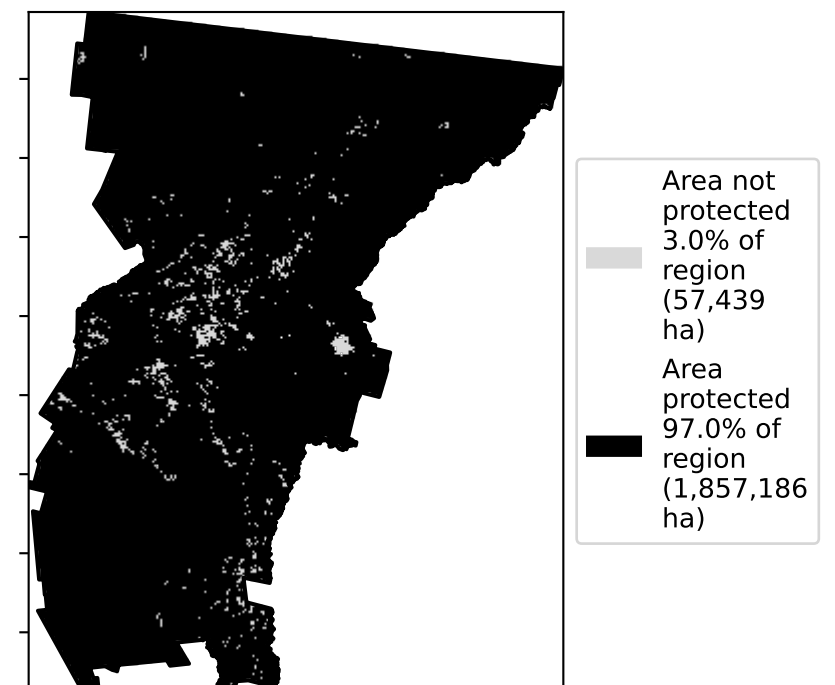 Area not
protected
3.0% of
region
(57,439
ha)
Area
protected
97.0% of
region
(1,857,186
ha)